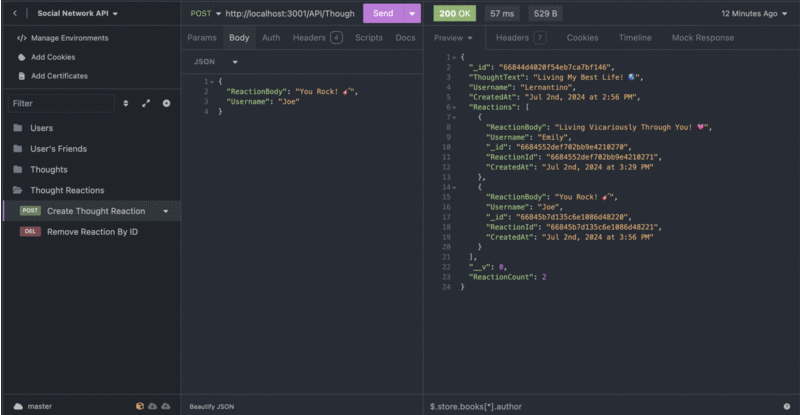 Social Network API
Manage Environments
Add Cookies
Add Certificates
Filter
Users
User's Friends
Thoughts
Thought Reactions
POST Create Thought Reaction
DEL Remove Reaction By ID
master
POST http://localhost:3001/API/Though Send
Params Body Auth Headers 4 Scripts Docs
JSON
1 {
2 "ReactionBody": "You Rock! 🎸",
3 "Username": "Joe"
4 }
Beautify JSON
200 OK 57 ms 529 B 12 Minutes Ago
Preview Headers 7 Cookies Timeline Mock Response
1 {
2 "_id": "66844d4020f54eb7ca7bf146",
3 "ThoughtText": "Living My Best Life! 🌎",
4 "Username": "Lernantino",
5 "CreatedAt": "Jul 2nd, 2024 at 2:56 PM",
6 "Reactions": [
7 {
8 "ReactionBody": "Living Vicariously Through You! 💖",
9 "Username": "Emily",
10 "_id": "6684552def702bb9e4210270",
11 "ReactionId": "6684552def702bb9e4210271",
12 "CreatedAt": "Jul 2nd, 2024 at 3:29 PM"
13 },
14 {
15 "ReactionBody": "You Rock! 🎸",
16 "Username": "Joe",
17 "_id": "66845b7d135c6e1086d48220",
18 "ReactionId": "66845b7d135c6e1086d48221",
19 "CreatedAt": "Jul 2nd, 2024 at 3:56 PM"
20 }
21 ],
22 "__v": 0,
23 "ReactionCount": 2
24 }
$.store.books[*].author